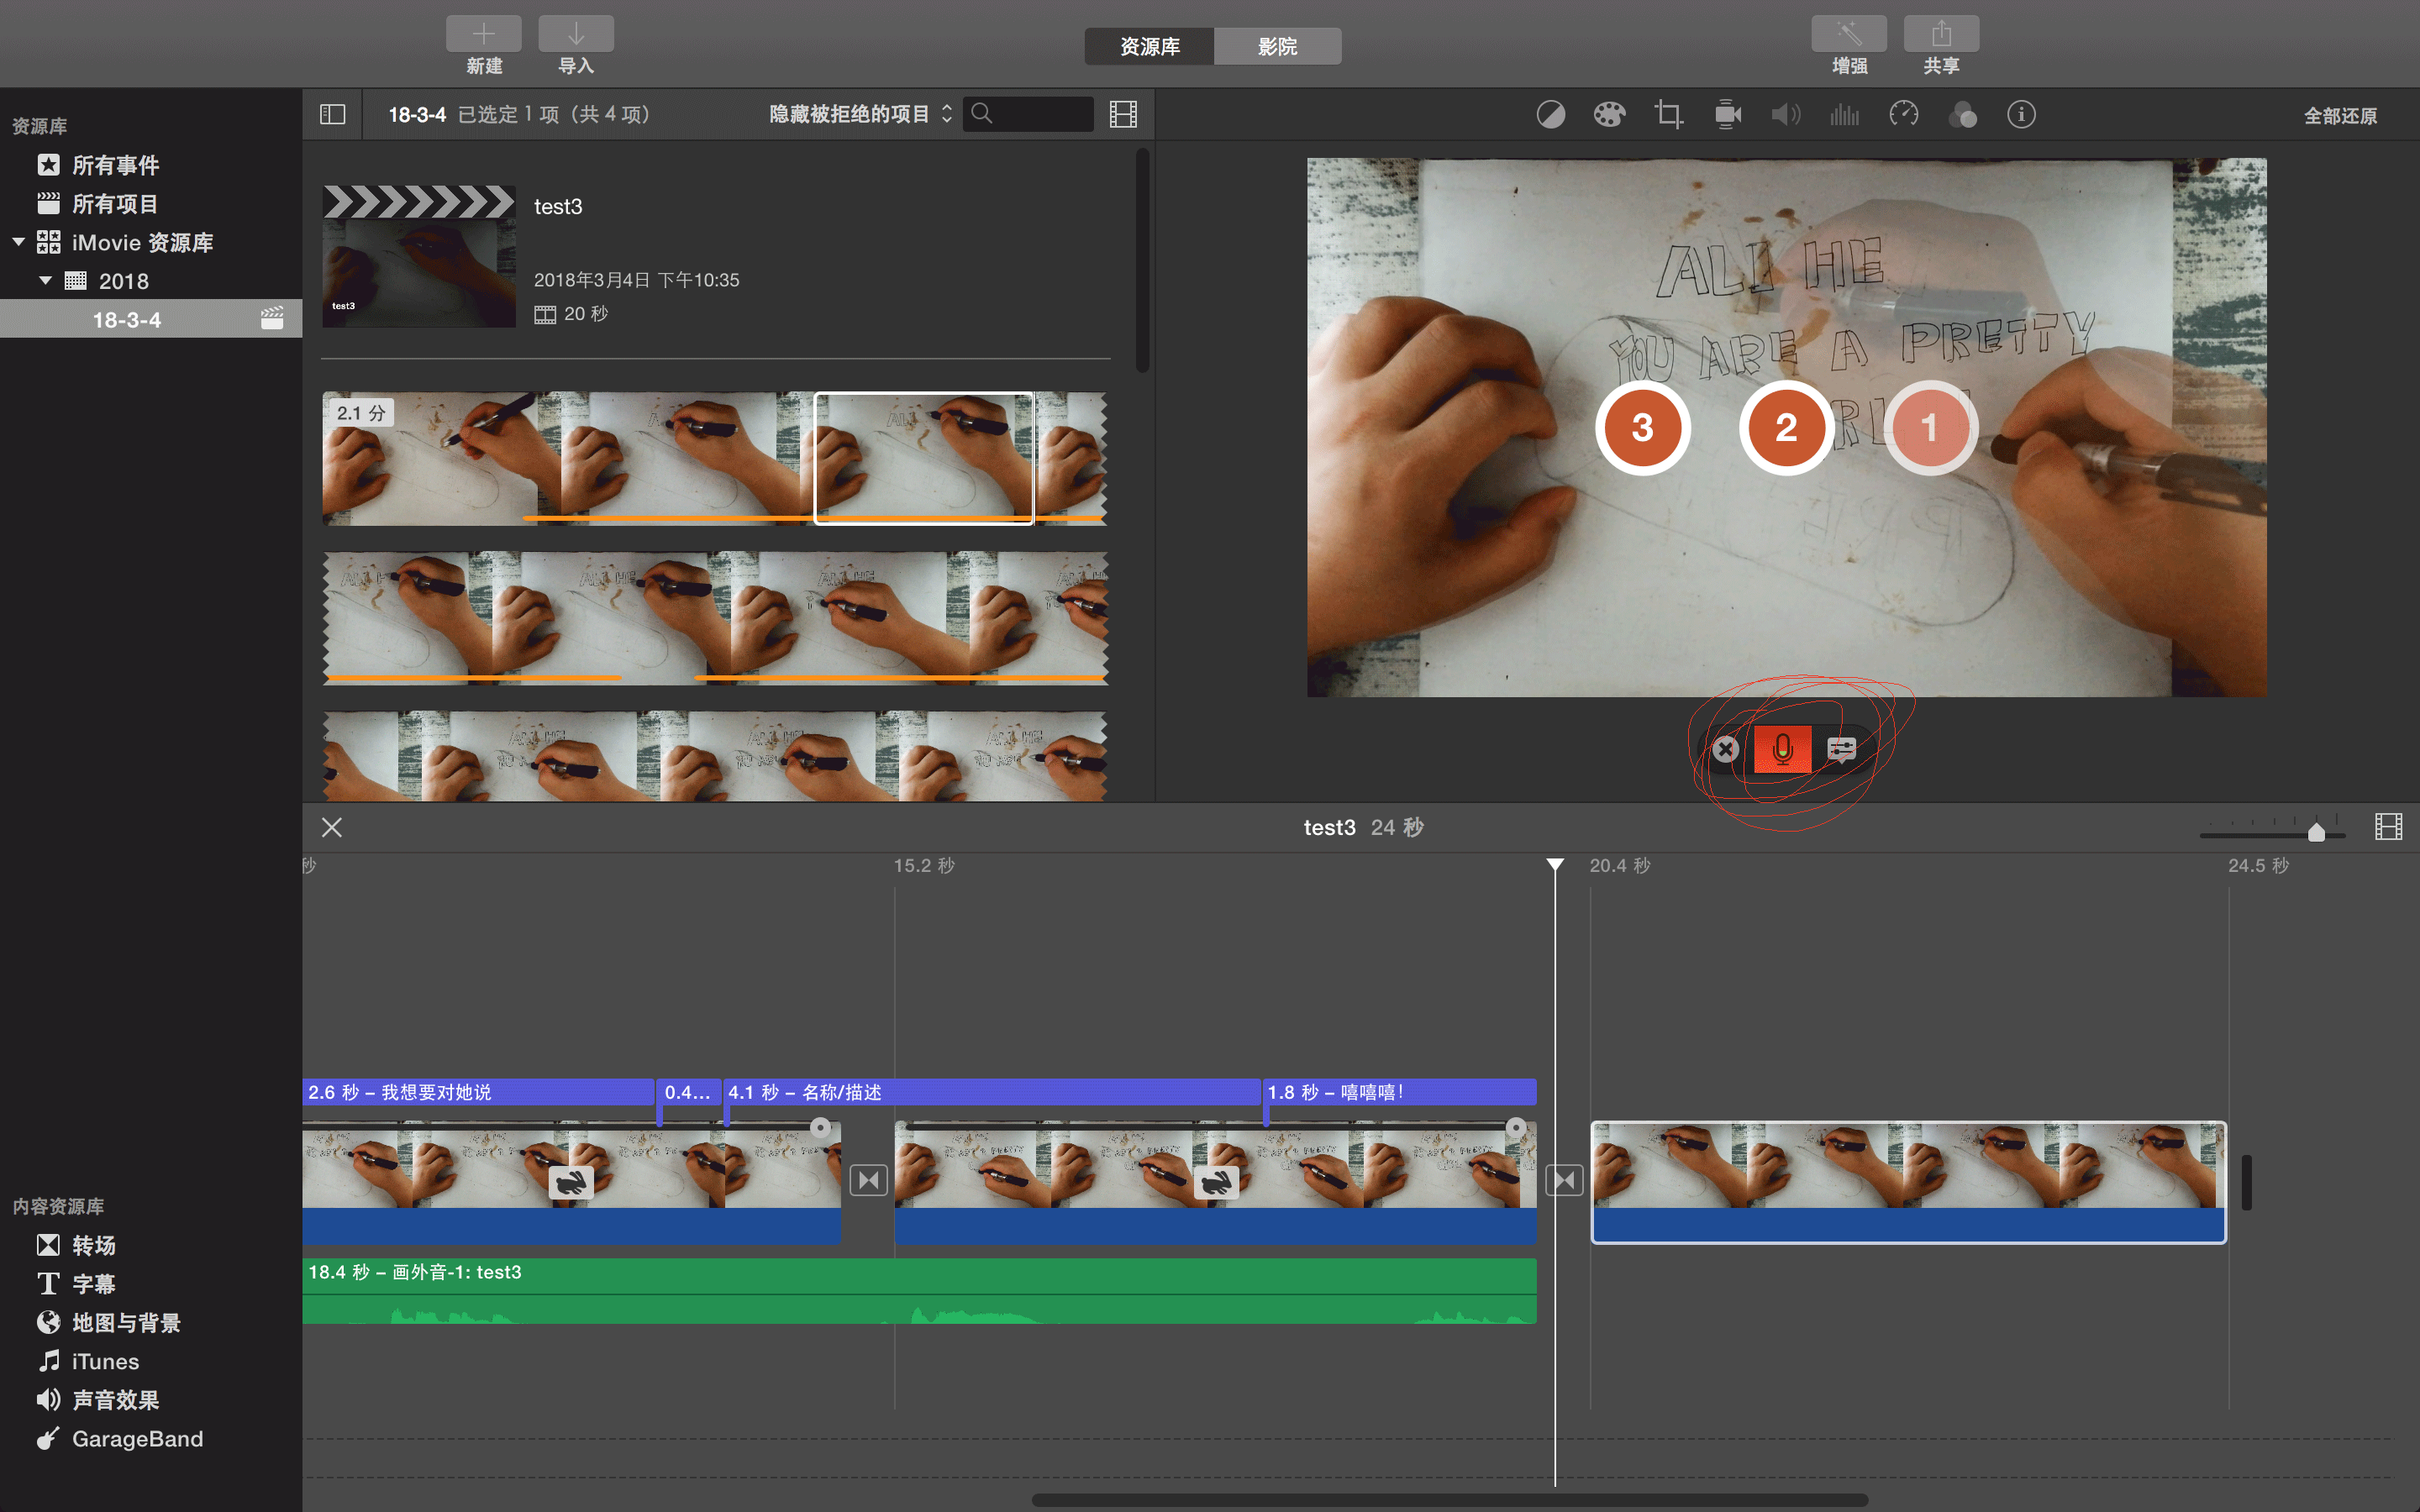 新建
导入
资源库
影院
增强
共享
资源库
所有事件
所有项目
iMovie 资源库
2018
18-3-4
18-3-4 已选定 1 项（共 4 项）
隐藏被拒绝的项目
全部还原
test3
test3
2018年3月4日 下午10:35
20 秒
2.1 分
ALI HE
YOU ARE A PRETTY
3 2 1
test3 24 秒
秒
15.2 秒
20.4 秒
24.5 秒
2.6 秒 – 我想要对她说
0.4…
4.1 秒 – 名称/描述
1.8 秒 – 嘻嘻嘻！
18.4 秒 – 画外音-1: test3
内容资源库
转场
字幕
地图与背景
iTunes
声音效果
GarageBand